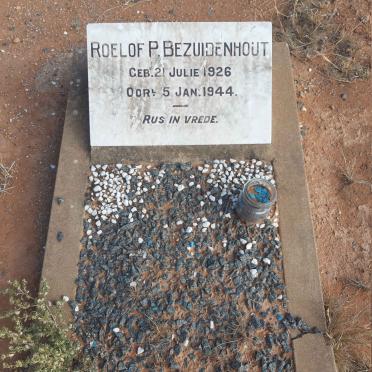 ROELOF P. BEZUIDENHOUT
GEB. 21 JULIE 1926
OORL. 5 JAN. 1944.
RUS IN VREDE.